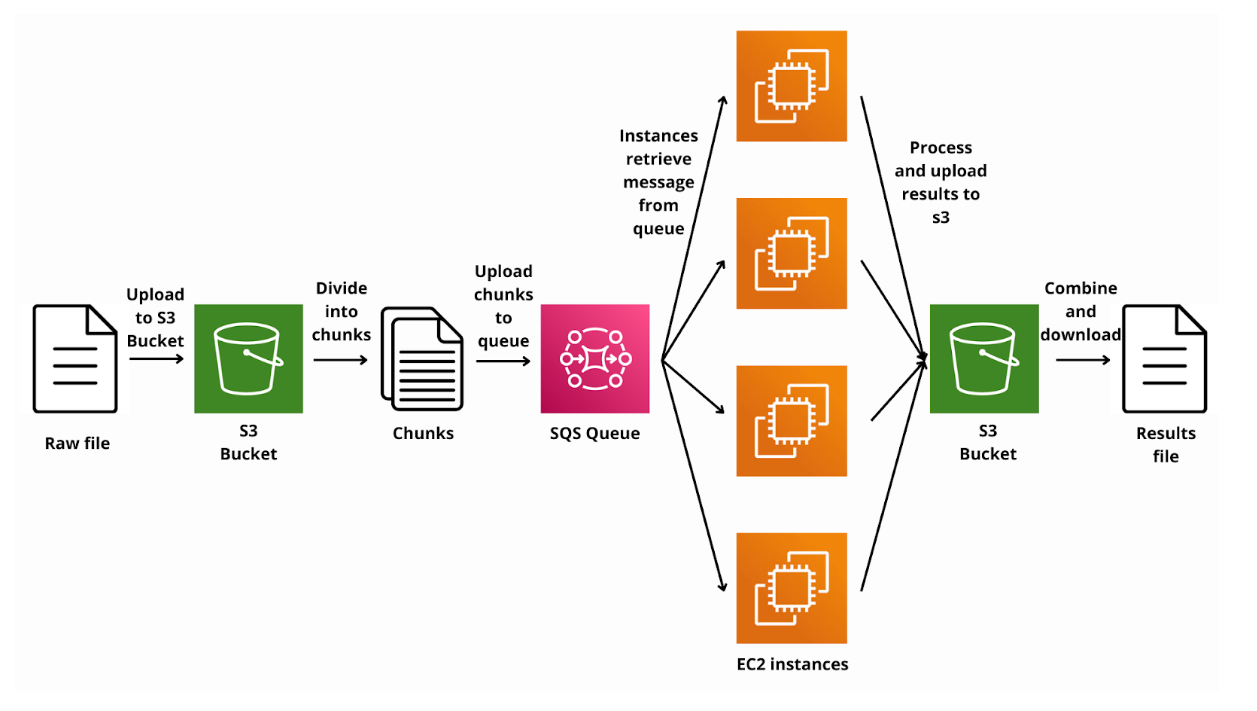 Raw file
Upload
to S3
Bucket
S3
Bucket
Divide
into
chunks
Chunks
Upload
chunks
to
queue
SQS Queue
Instances
retrieve
message
from
queue
EC2 instances
Process
and upload
results to
s3
S3
Bucket
Combine
and
download
Results
file